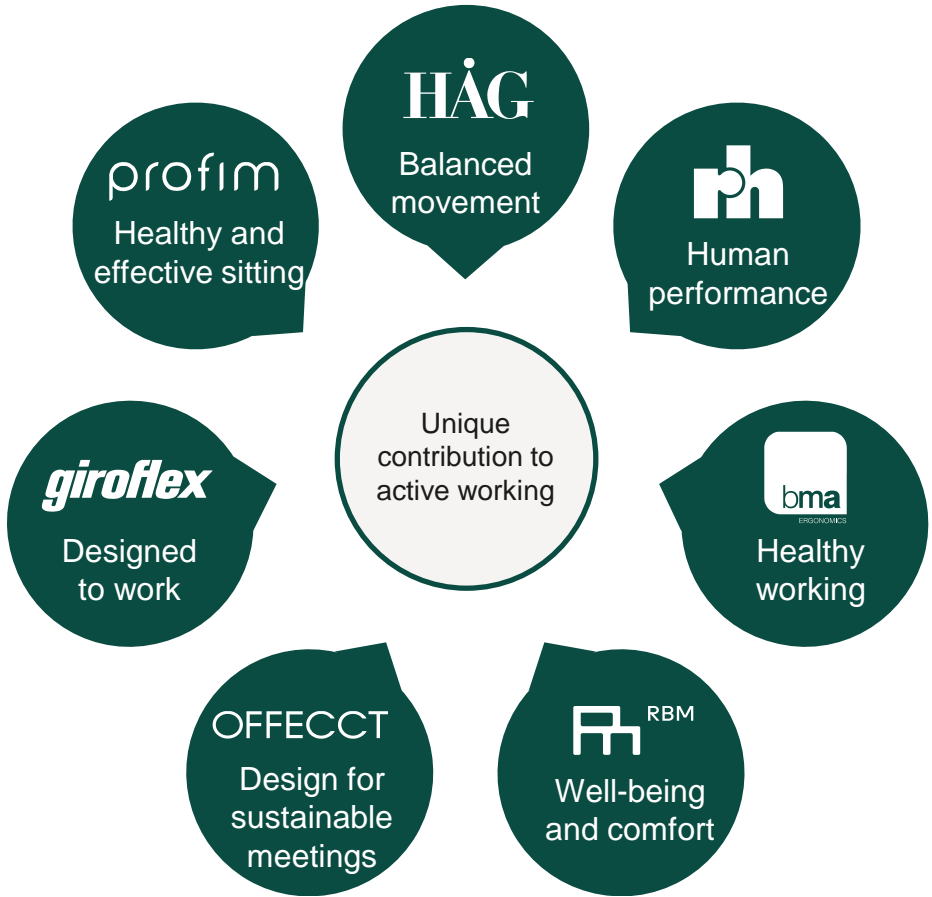 HÅG
Balanced
movement
rh
Human
performance
bma
ERGONOMICS
Healthy
working
RBM
Well-being
and comfort
OFFECCT
Design for
sustainable
meetings
giroflex
Designed
to work
profim
Healthy and
effective sitting
Unique
contribution to
active working